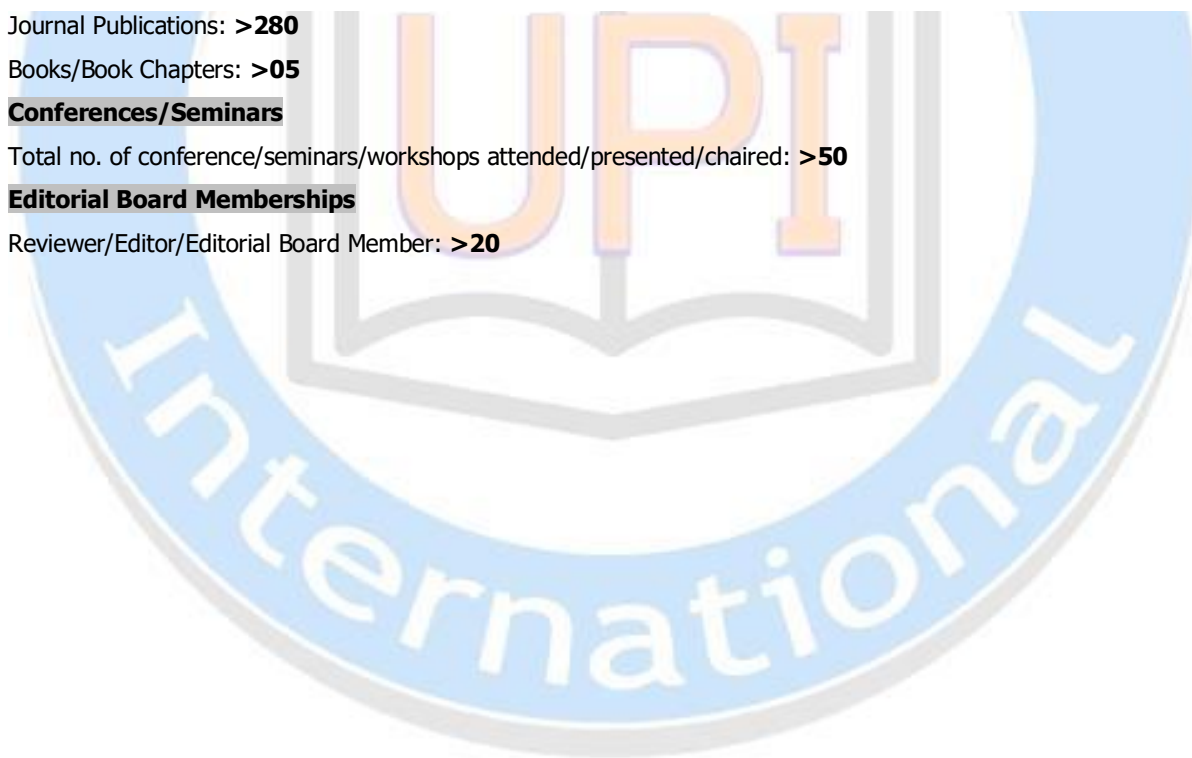 Journal Publications: >280
Books/Book Chapters: >05
Conferences/Seminars
Total no. of conference/seminars/workshops attended/presented/chaired: >50
Editorial Board Memberships
Reviewer/Editor/Editorial Board Member: >20
UPI
International